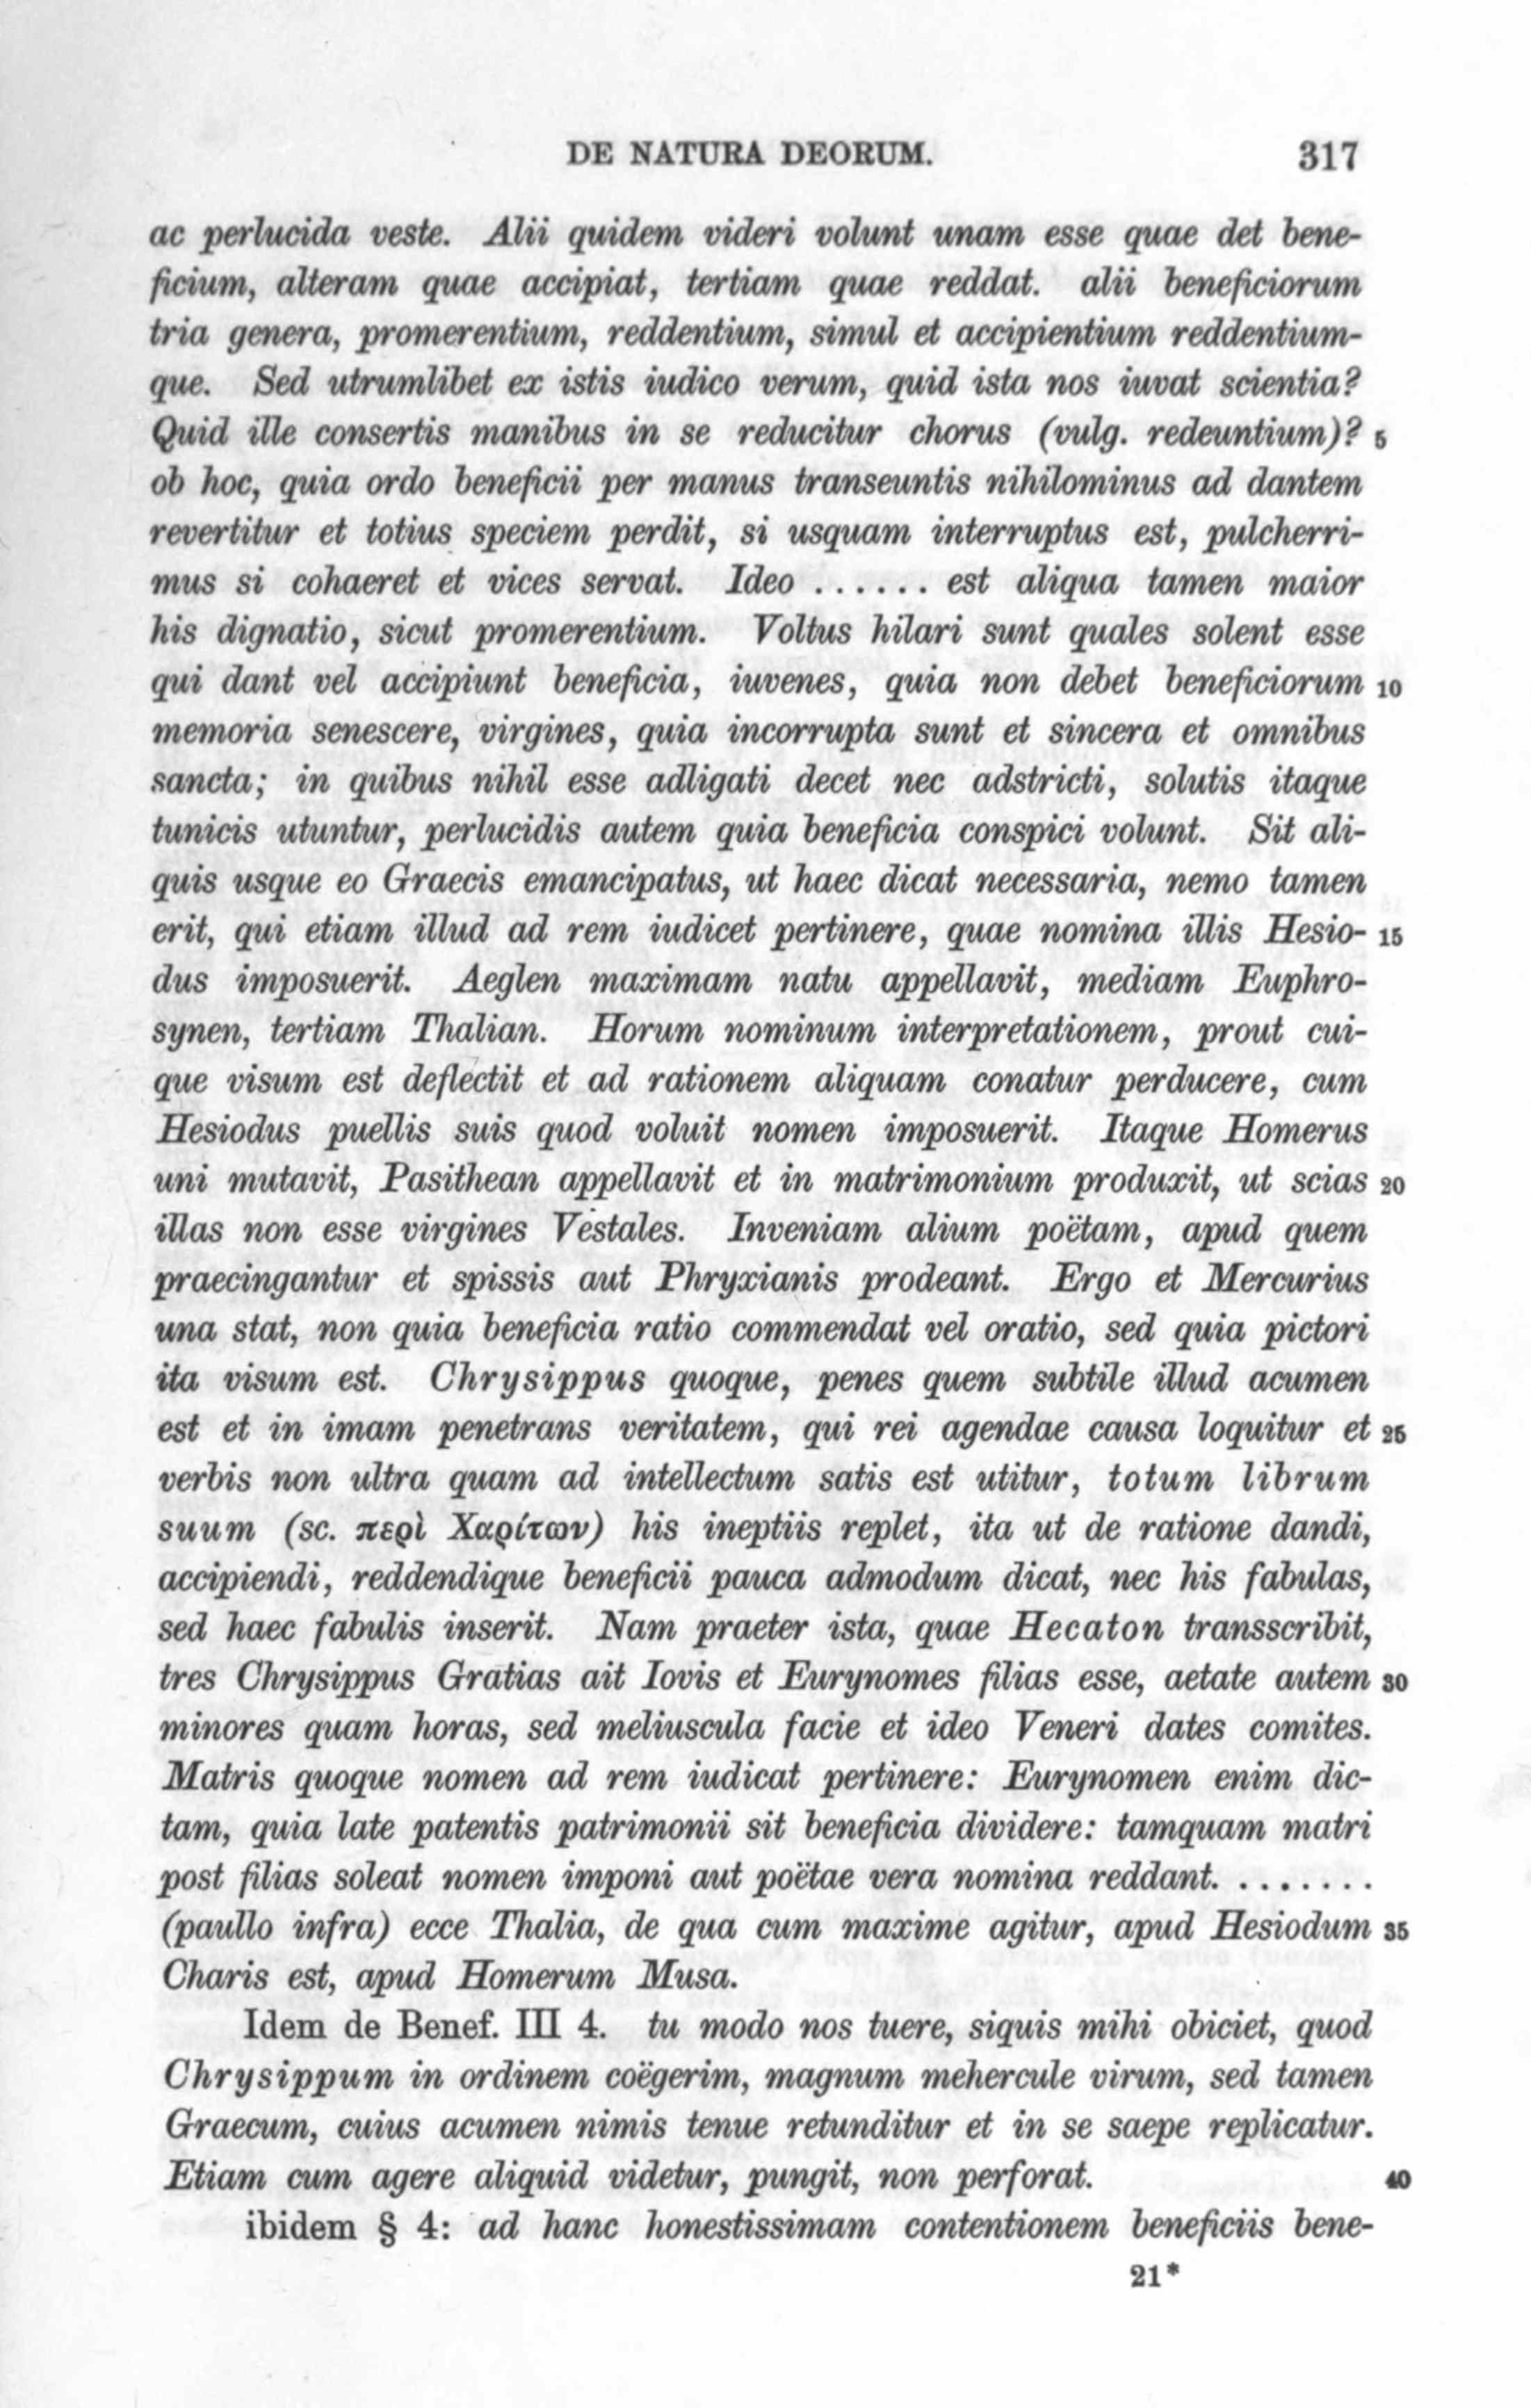 DE NATURA DEORUM. 317
ac perlucida veste. Alii quidem videri volunt unam esse quae det bene-
ficium, alteram quae accipiat, tertiam quae reddat. alii beneficiorum
tria genera, promerentium, reddentium, simul et accipientium reddentium-
que. Sed utrumlibet ex istis iudico verum, quid ista nos iuvat scientia?
Quid ille consertis manibus in se reducitur chorus (vulg. redeuntium)? 5
ob hoc, quia ordo beneficii per manus transeuntis nihilominus ad dantem
revertitur et totius speciem perdit, si usquam interruptus est, pulcherri-
mus si cohaeret et vices servat. Ideo ...... est aliqua tamen maior
his dignatio, sicut promerentium. Voltus hilari sunt quales solent esse
qui dant vel accipiunt beneficia, iuvenes, quia non debet beneficiorum 10
memoria senescere, virgines, quia incorrupta sunt et sincera et omnibus
sancta; in quibus nihil esse adligati decet nec adstricti, solutis itaque
tunicis utuntur, perlucidis autem quia beneficia conspici volunt. Sit ali-
quis usque eo Graecis emancipatus, ut haec dicat necessaria, nemo tamen
erit, qui etiam illud ad rem iudicet pertinere, quae nomina illis Hesio- 15
dus imposuerit. Aeglen maximam natu appellavit, mediam Euphro-
synen, tertiam Thalian. Horum nominum interpretationem, prout cui-
que visum est deflectit et ad rationem aliquam conatur perducere, cum
Hesiodus puellis suis quod voluit nomen imposuerit. Itaque Homerus
uni mutavit, Pasithean appellavit et in matrimonium produxit, ut scias 20
illas non esse virgines Vestales. Inveniam alium poëtam, apud quem
praecingantur et spissis aut Phryxianis prodeant. Ergo et Mercurius
una stat, non quia beneficia ratio commendat vel oratio, sed quia pictori
ita visum est. Chrysippus quoque, penes quem subtile illud acumen
est et in imam penetrans veritatem, qui rei agendae causa loquitur et 25
verbis non ultra quam ad intellectum satis est utitur, totum librum
suum (sc. περὶ Χαρίτων) his ineptiis replet, ita ut de ratione dandi,
accipiendi, reddendique beneficii pauca admodum dicat, nec his fabulas,
sed haec fabulis inserit. Nam praeter ista, quae Hecaton transscribit,
tres Chrysippus Gratias ait Iovis et Eurynomes filias esse, aetate autem 30
minores quam horas, sed meliuscula facie et ideo Veneri dates comites.
Matris quoque nomen ad rem iudicat pertinere: Eurynomen enim dic-
tam, quia late patentis patrimonii sit beneficia dividere: tamquam matri
post filias soleat nomen imponi aut poëtae vera nomina reddant. .......
(paullo infra) ecce Thalia, de qua cum maxime agitur, apud Hesiodum 35
Charis est, apud Homerum Musa.
Idem de Benef. III 4. tu modo nos tuere, siquis mihi obiciet, quod
Chrysippum in ordinem coëgerim, magnum mehercule virum, sed tamen
Graecum, cuius acumen nimis tenue retunditur et in se saepe replicatur.
Etiam cum agere aliquid videtur, pungit, non perforat. 40
ibidem § 4: ad hanc honestissimam contentionem beneficiis bene-
21*